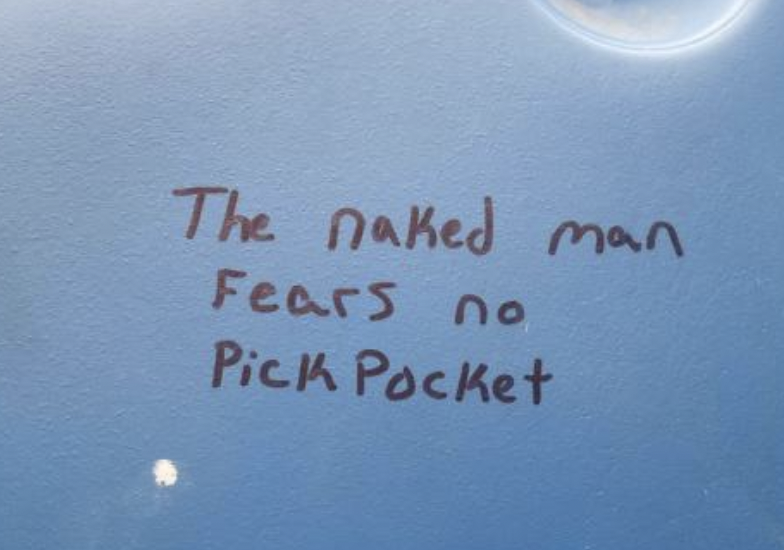 The naked man
Fears no
PickPocket